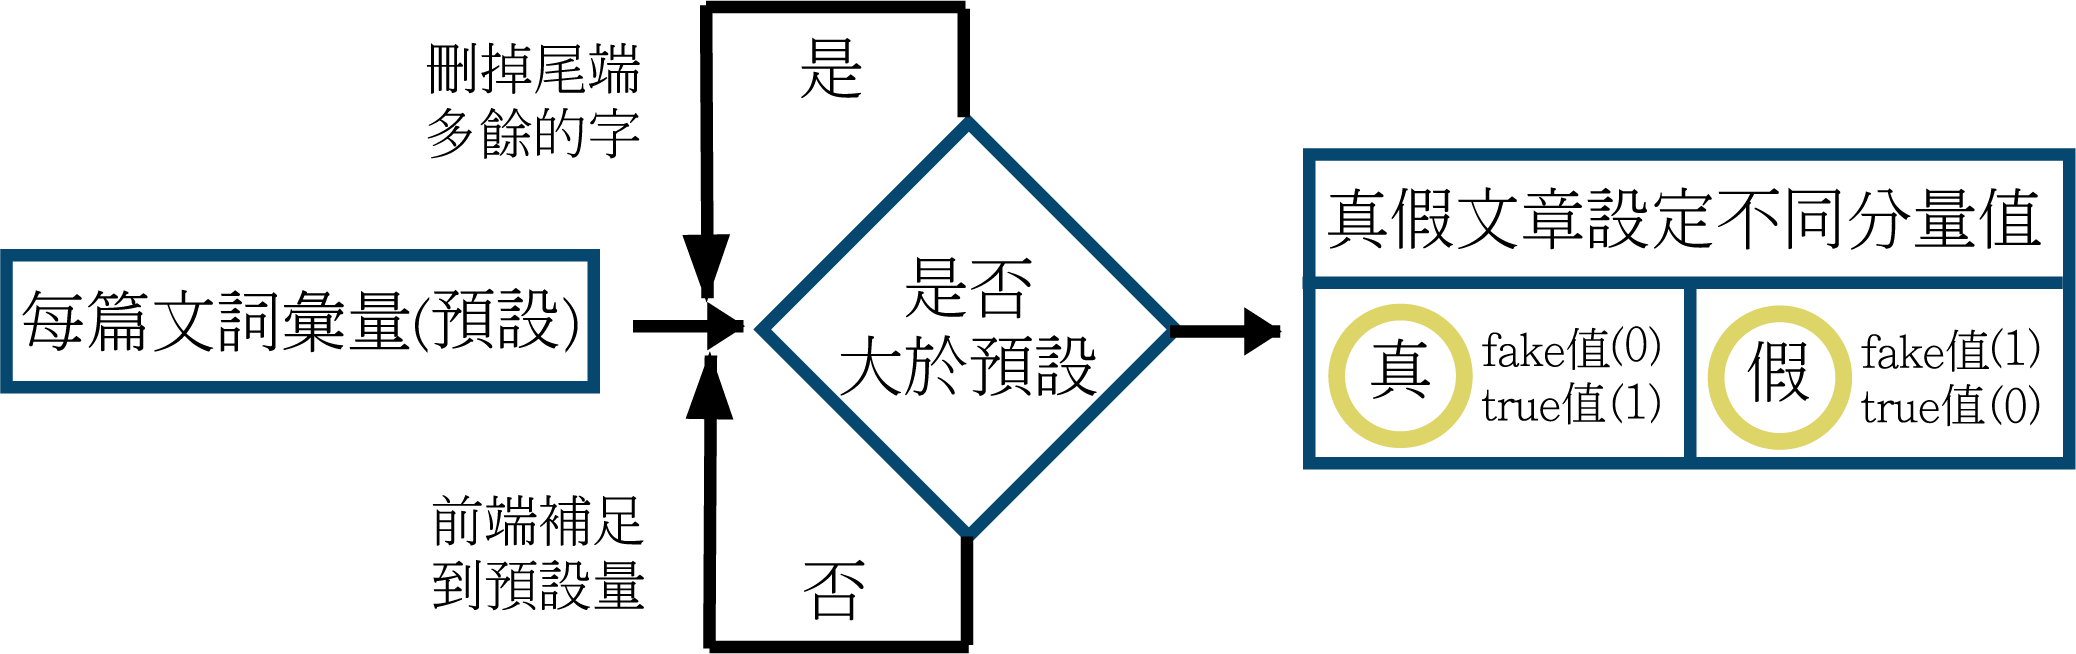 每篇文詞彙量(預設)
刪掉尾端
多餘的字
是
是否
大於預設
前端補足
到預設量
否
真假文章設定不同分量值
真
fake值(0)
true值(1)
假
fake值(1)
true值(0)